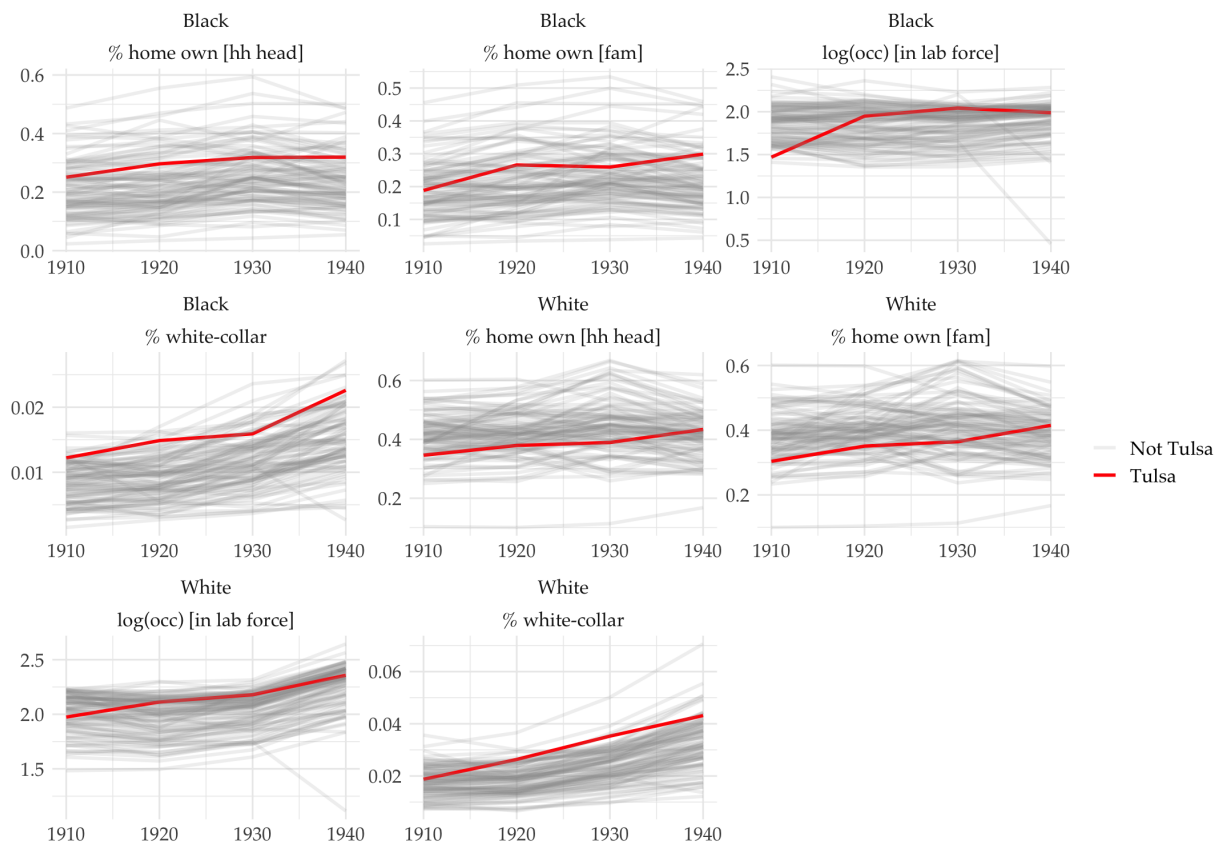 Black
% home own [hh head]
0.6
0.4
0.2
0.0
1910 1920 1930 1940
Black
% home own [fam]
0.5
0.4
0.3
0.2
0.1
1910 1920 1930 1940
Black
log(occ) [in lab force]
2.5
2.0
1.5
1.0
0.5
1910 1920 1930 1940
Black
% white-collar
0.02
0.01
1910 1920 1930 1940
White
% home own [hh head]
0.6
0.4
0.2
1910 1920 1930 1940
White
% home own [fam]
0.6
0.4
0.2
1910 1920 1930 1940
Not Tulsa
Tulsa
White
log(occ) [in lab force]
2.5
2.0
1.5
1910 1920 1930 1940
White
% white-collar
0.06
0.04
0.02
1910 1920 1930 1940